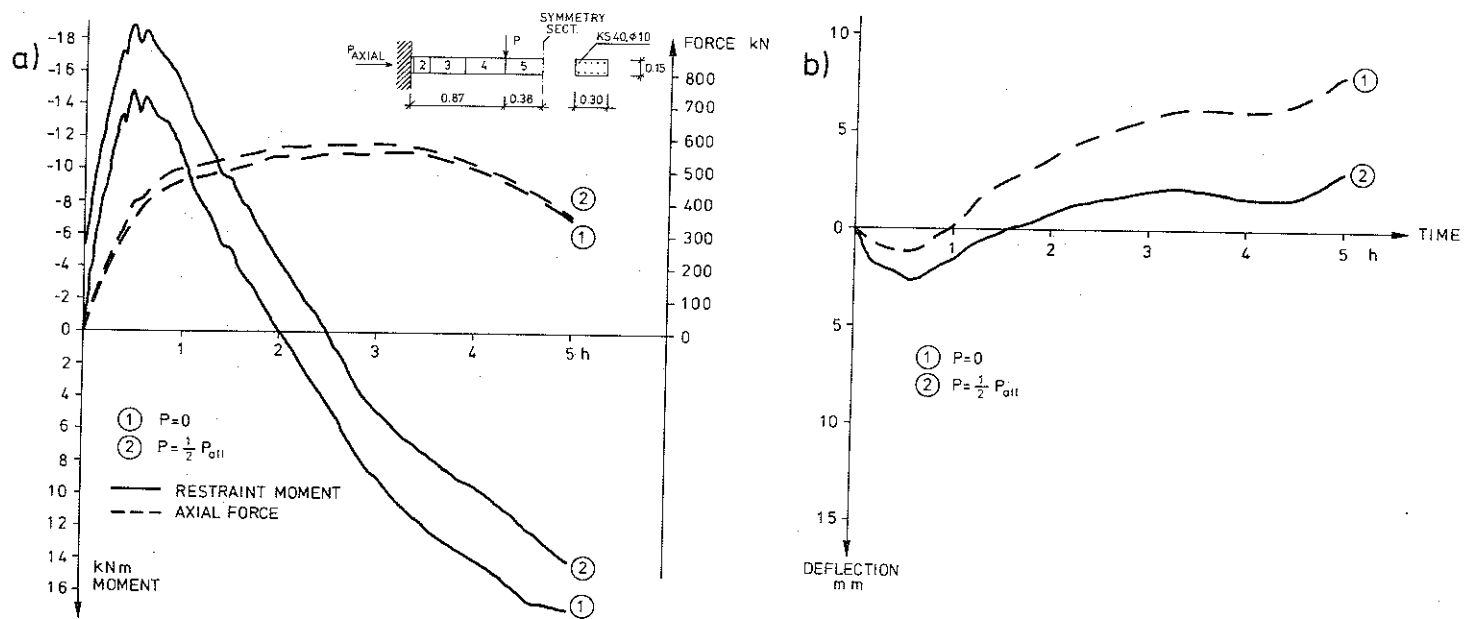 a)
-18
-16
-14
-12
-10
-8
-6
-4
-2
0
2
4
6
8
10
12
14
16
kNm
MOMENT
1
2
3
4
5 h
SYMMETRY
SECT.
P
P AXIAL
2
3
4
5
0.87
0.38
KS 40, Φ10
0.15
0.30
FORCE kN
800
700
600
500
400
300
200
100
0
2
1
2
1
1 P=0
2 P=½ Pall
RESTRAINT MOMENT
AXIAL FORCE
b)
10
5
0
5
10
15
DEFLECTION
mm
1
2
3
4
5
h
TIME
1
2
1 P=0
2 P=½ Pall